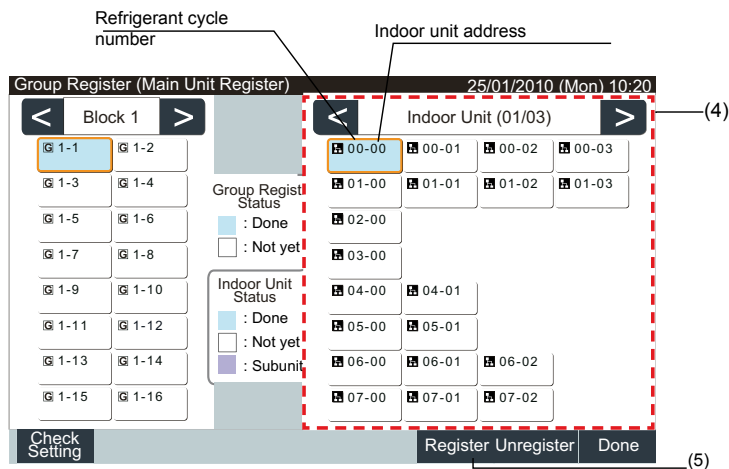 Refrigerant cycle
number
Indoor unit address
Group Register (Main Unit Register)
25/01/2010 (Mon) 10:20
< Block 1 >
< Indoor Unit (01/03) >
(4)
G 1-1 G 1-2
G 1-3 G 1-4
G 1-5 G 1-6
G 1-7 G 1-8
G 1-9 G 1-10
G 1-11 G 1-12
G 1-13 G 1-14
G 1-15 G 1-16
Group Regist
Status
: Done
: Not yet
Indoor Unit
Status
: Done
: Not yet
: Subunit
00-00 00-01 00-02 00-03
01-00 01-01 01-02 01-03
02-00
03-00
04-00 04-01
05-00 05-01
06-00 06-01 06-02
07-00 07-01 07-02
Check
Setting
Register Unregister Done
(5)